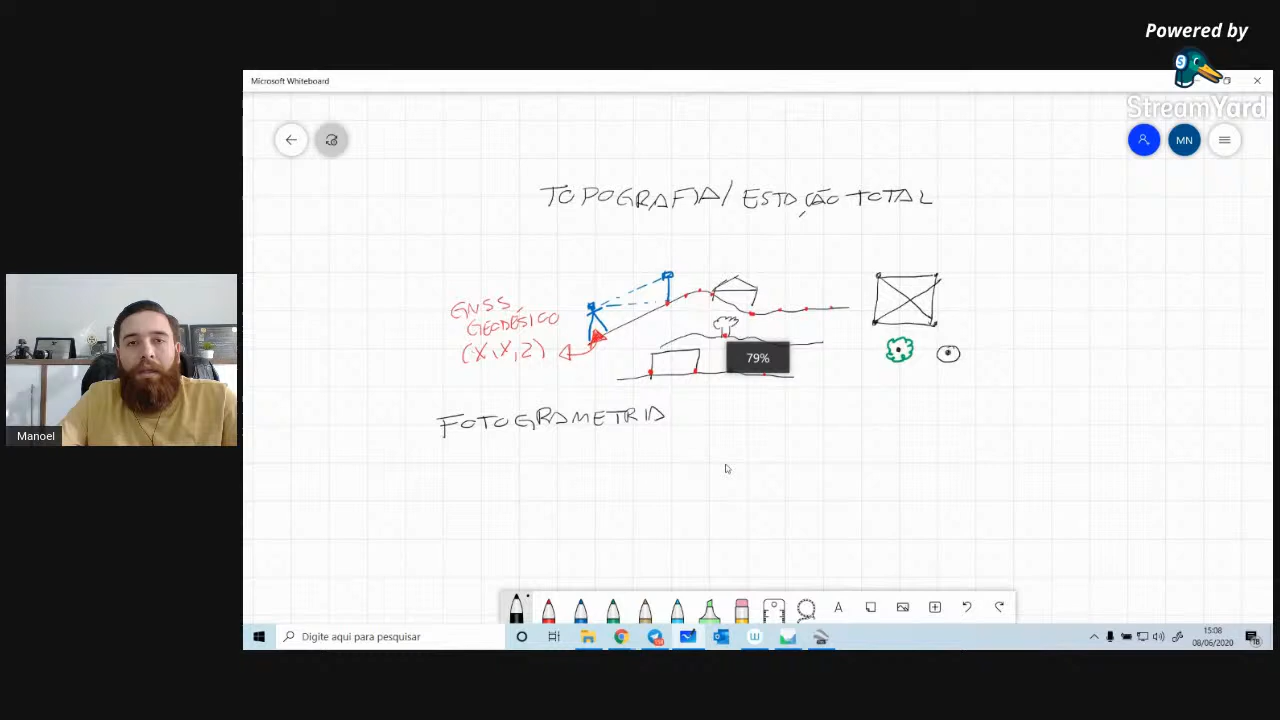 Powered by
StreamYard
Microsoft Whiteboard
MN
TOPOGRAFIA/ ESTAÇÃO TOTAL
GNSS
GEODÉSICO
(X,X,Z)
79%
FOTOGRAMETRIA
Manoel
A
Digite aqui para pesquisar
W
15:08
08/06/2020
18